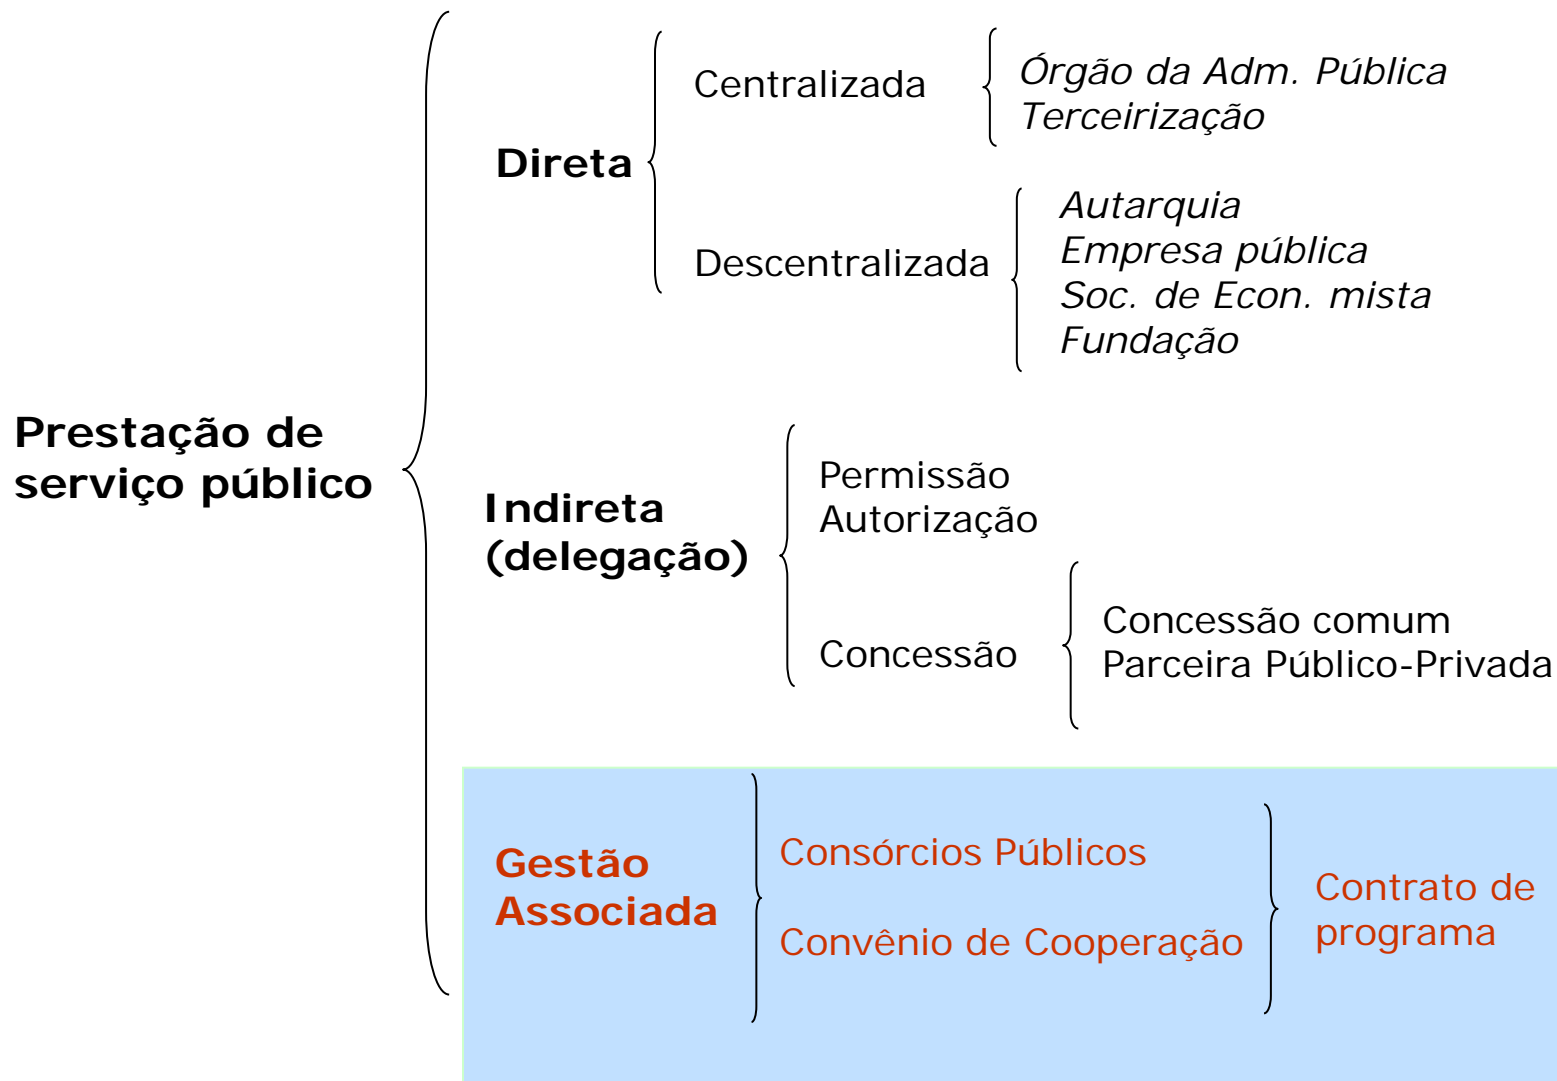 Prestação de
serviço público
Direta
Centralizada
Órgão da Adm. Pública
Terceirização
Descentralizada
Autarquia
Empresa pública
Soc. de Econ. mista
Fundação
Indireta
(delegação)
Permissão
Autorização
Concessão
Concessão comum
Parceira Público-Privada
Gestão
Associada
Consórcios Públicos
Convênio de Cooperação
Contrato de
programa